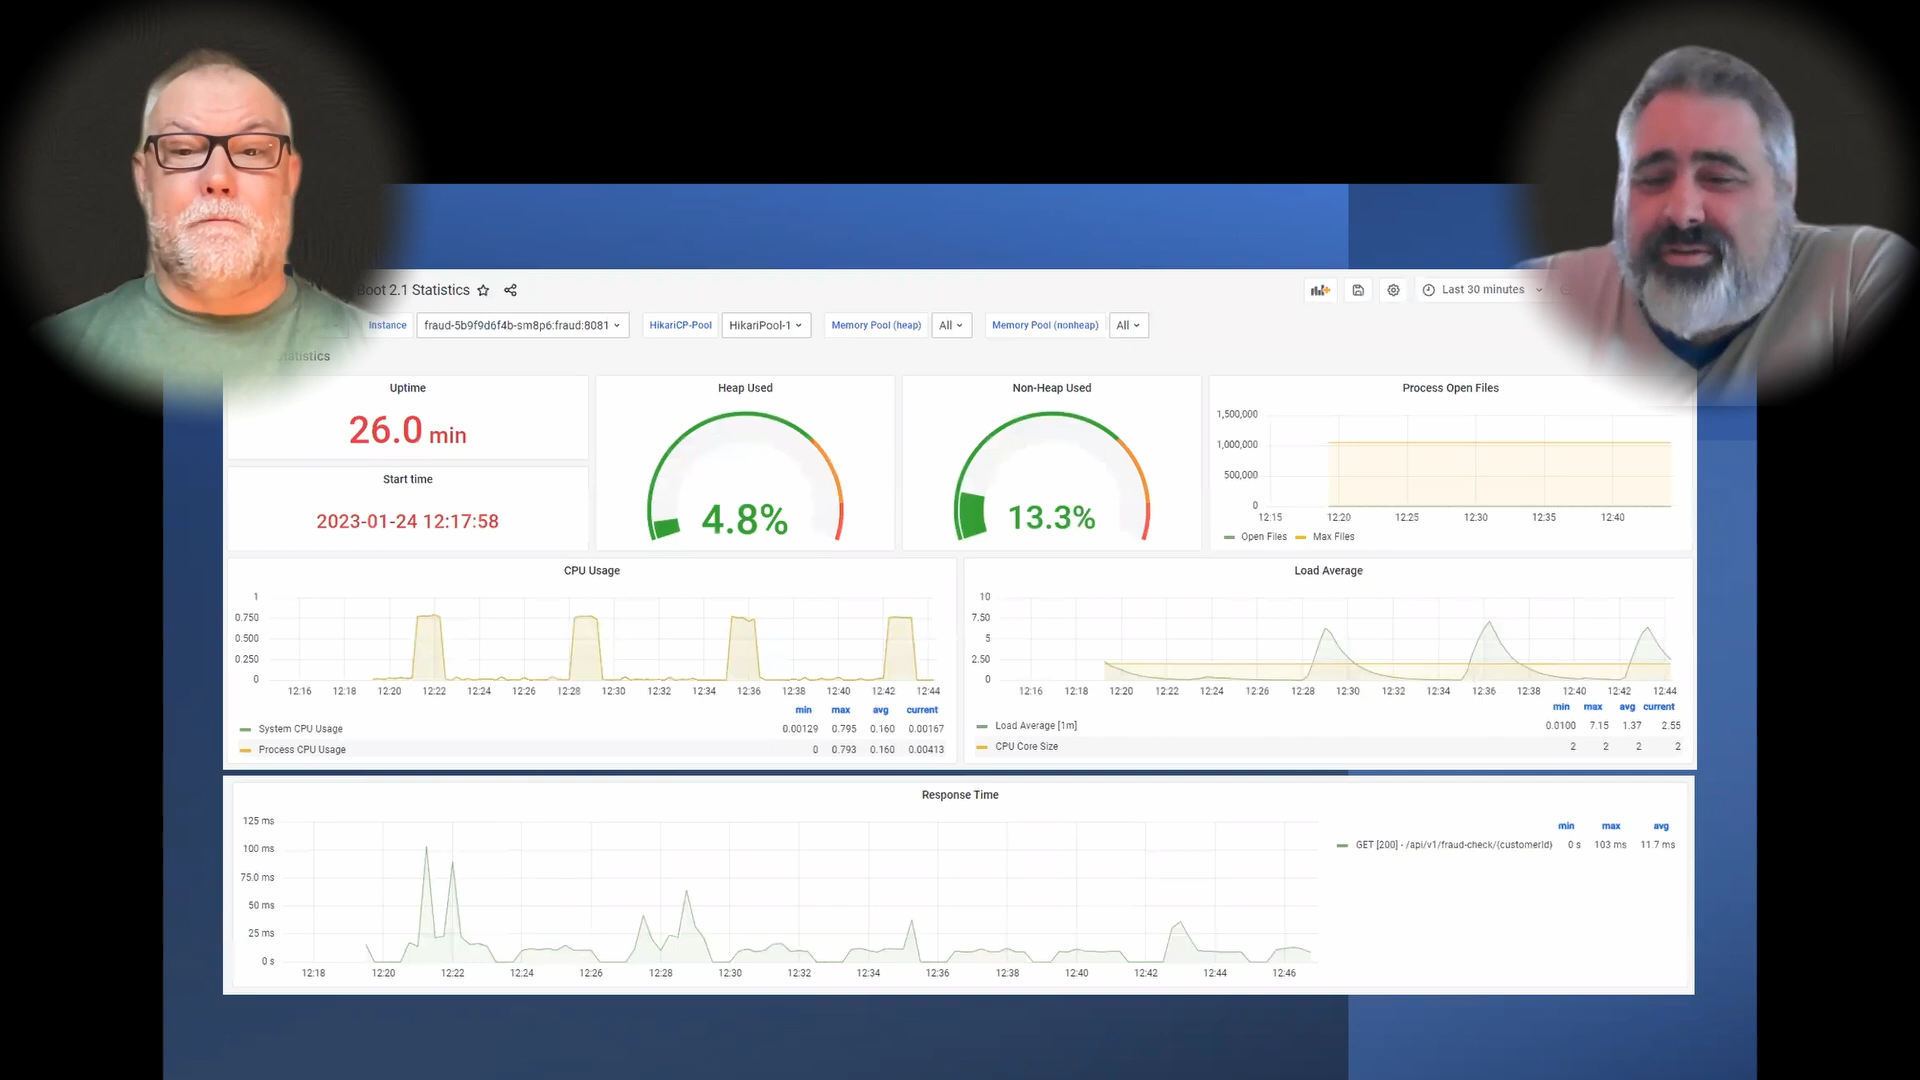 Boot 2.1 Statistics
Last 30 minutes
Instance fraud-5b9f9d6f4b-sm8p6:fraud:8081 HikariCP-Pool HikariPool-1 Memory Pool (heap) All Memory Pool (nonheap) All
tatistics
Uptime
26.0 min
Start time
2023-01-24 12:17:58
Heap Used
4.8%
Non-Heap Used
13.3%
Process Open Files
1,500,000
1,000,000
500,000
0
12:15 12:20 12:25 12:30 12:35 12:40
Open Files Max Files
CPU Usage
1
0.750
0.500
0.250
0
12:16 12:18 12:20 12:22 12:24 12:26 12:28 12:30 12:32 12:34 12:36 12:38 12:40 12:42 12:44
min max avg current
System CPU Usage 0.00129 0.795 0.160 0.00167
Process CPU Usage 0 0.793 0.160 0.00413
Load Average
10
7.50
5
2.50
0
12:16 12:18 12:20 12:22 12:24 12:26 12:28 12:30 12:32 12:34 12:36 12:38 12:40 12:42 12:44
min max avg current
Load Average [1m] 0.0100 7.15 1.37 2.55
CPU Core Size 2 2 2 2
Response Time
125 ms
100 ms
75.0 ms
50 ms
25 ms
0 s
12:18 12:20 12:22 12:24 12:26 12:28 12:30 12:32 12:34 12:36 12:38 12:40 12:42 12:44 12:46
min max avg
GET [200] - /api/v1/fraud-check/{customerId} 0 s 103 ms 11.7 ms